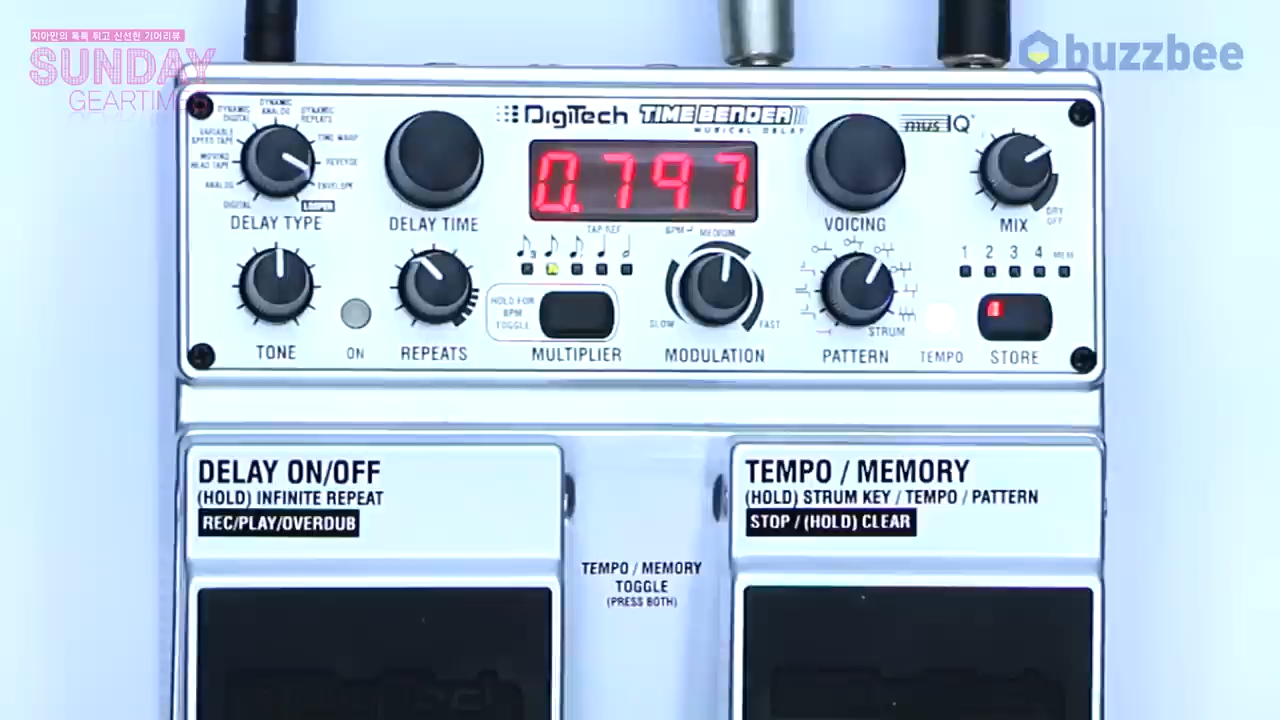 지아민의 톡톡 튀고 신선한 기어리뷰
SUNDAY
GEARTIME
buzzbee
DigiTech TIME BENDER
MUSICAL DELAY
musIQ
DYNAMIC DIGITAL
DYNAMIC ANALOG
DYNAMIC REPEATS
VARIABLE SPEED TAPE
TIME WARP
MOVING HEAD TAPE
REVERSE
ANALOG
ENVELOPE
DIGITAL
LOOPER
0.797
DRY OFF
DELAY TYPE
DELAY TIME
VOICING
MIX
TAP REF
BPM
MEDIUM
1 2 3 4 MEM
HOLD FOR
BPM
TOGGLE
SLOW
FAST
STRUM
TONE
ON
REPEATS
MULTIPLIER
MODULATION
PATTERN
TEMPO
STORE
DELAY ON/OFF
(HOLD) INFINITE REPEAT
REC/PLAY/OVERDUB
TEMPO / MEMORY
(HOLD) STRUM KEY / TEMPO / PATTERN
STOP / (HOLD) CLEAR
TEMPO / MEMORY
TOGGLE
(PRESS BOTH)
DigiTech